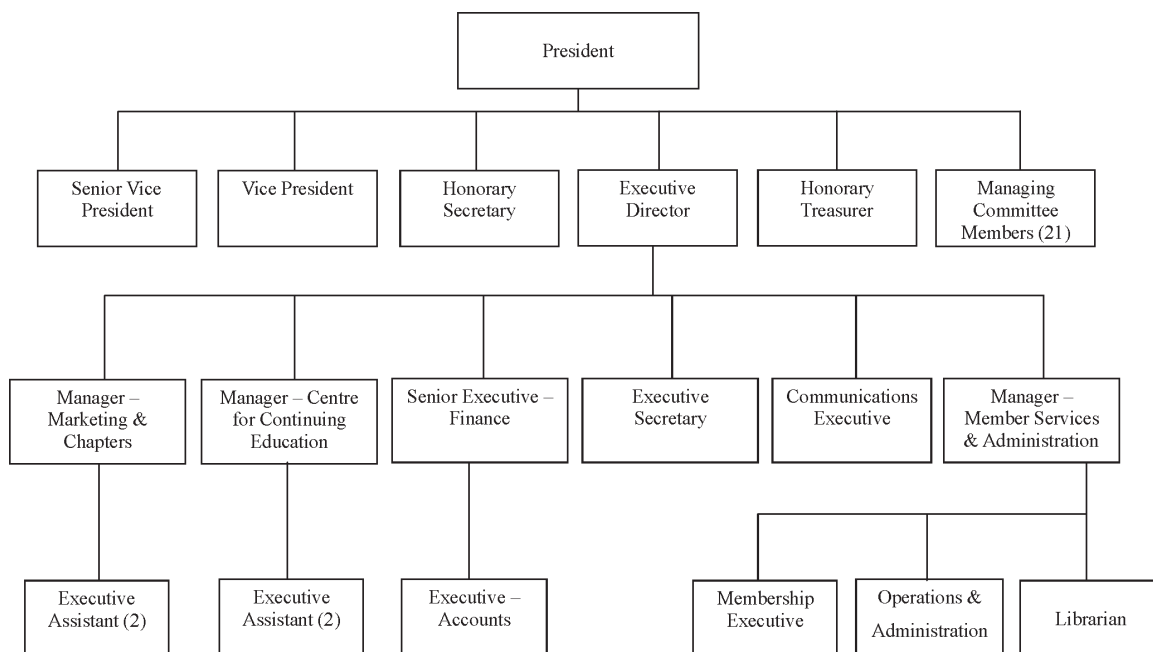 President
Senior Vice
President
Vice President
Honorary
Secretary
Executive
Director
Honorary
Treasurer
Managing
Committee
Members (21)
Manager –
Marketing &
Chapters
Manager – Centre
for Continuing
Education
Senior Executive –
Finance
Executive
Secretary
Communications
Executive
Manager –
Member Services
& Administration
Executive
Assistant (2)
Executive
Assistant (2)
Executive –
Accounts
Membership
Executive
Operations &
Administration
Librarian